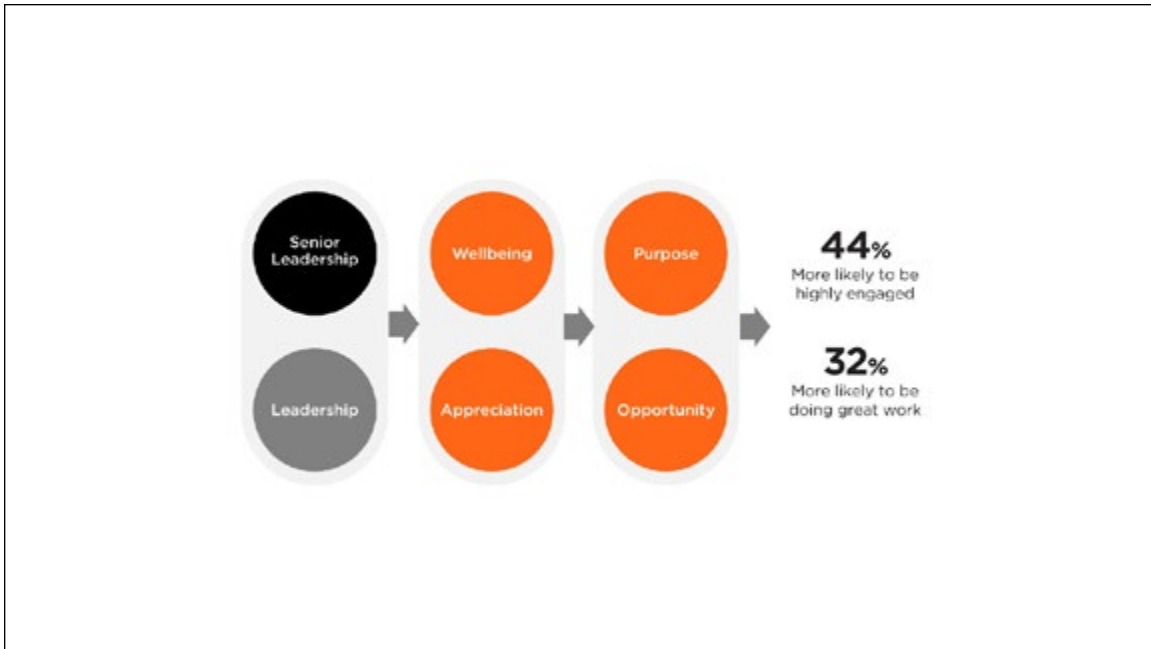 Senior
Leadership
Wellbeing
Purpose
44%
More likely to be
highly engaged
Leadership
Appreciation
Opportunity
32%
More likely to be
doing great work